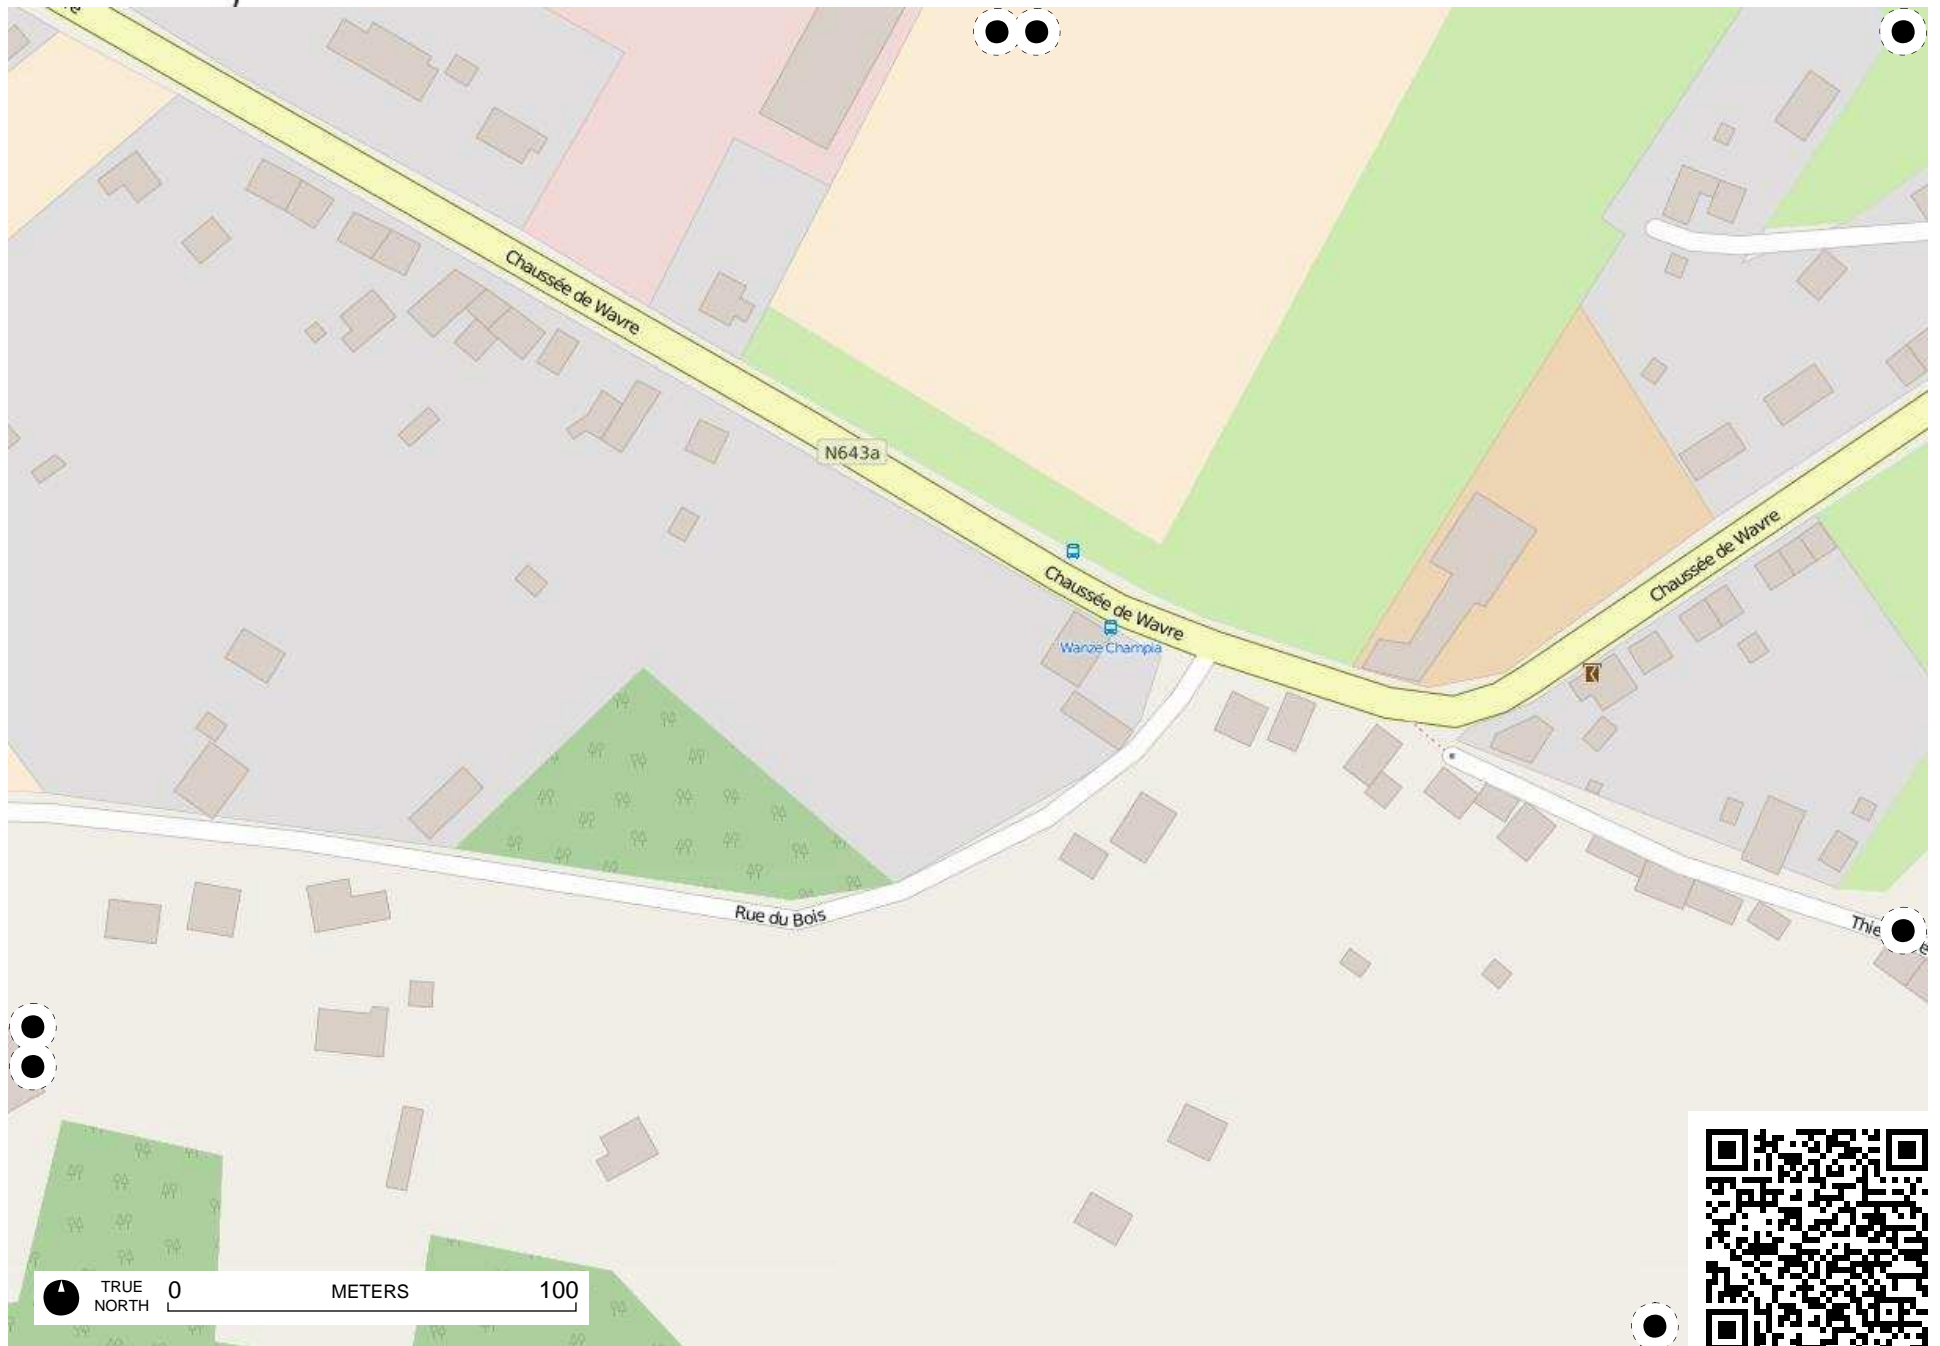 Chaussée de Wavre
N643a
Chaussée de Wavre
Chaussée de Wavre
Wanze Champia
Rue du Bois
TRUE
NORTH
0
METERS
100